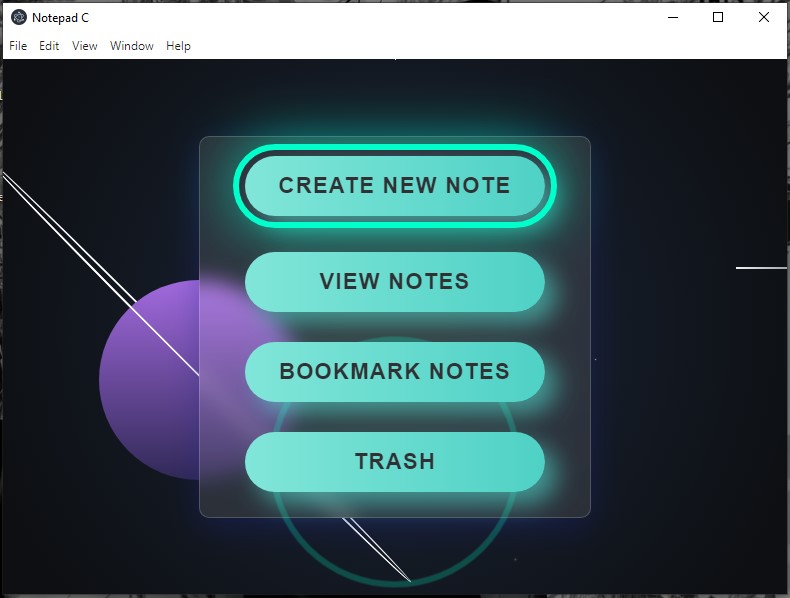 Notepad C
File Edit View Window Help
CREATE NEW NOTE
VIEW NOTES
BOOKMARK NOTES
TRASH